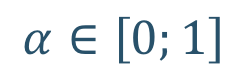 α ∈ [0; 1]